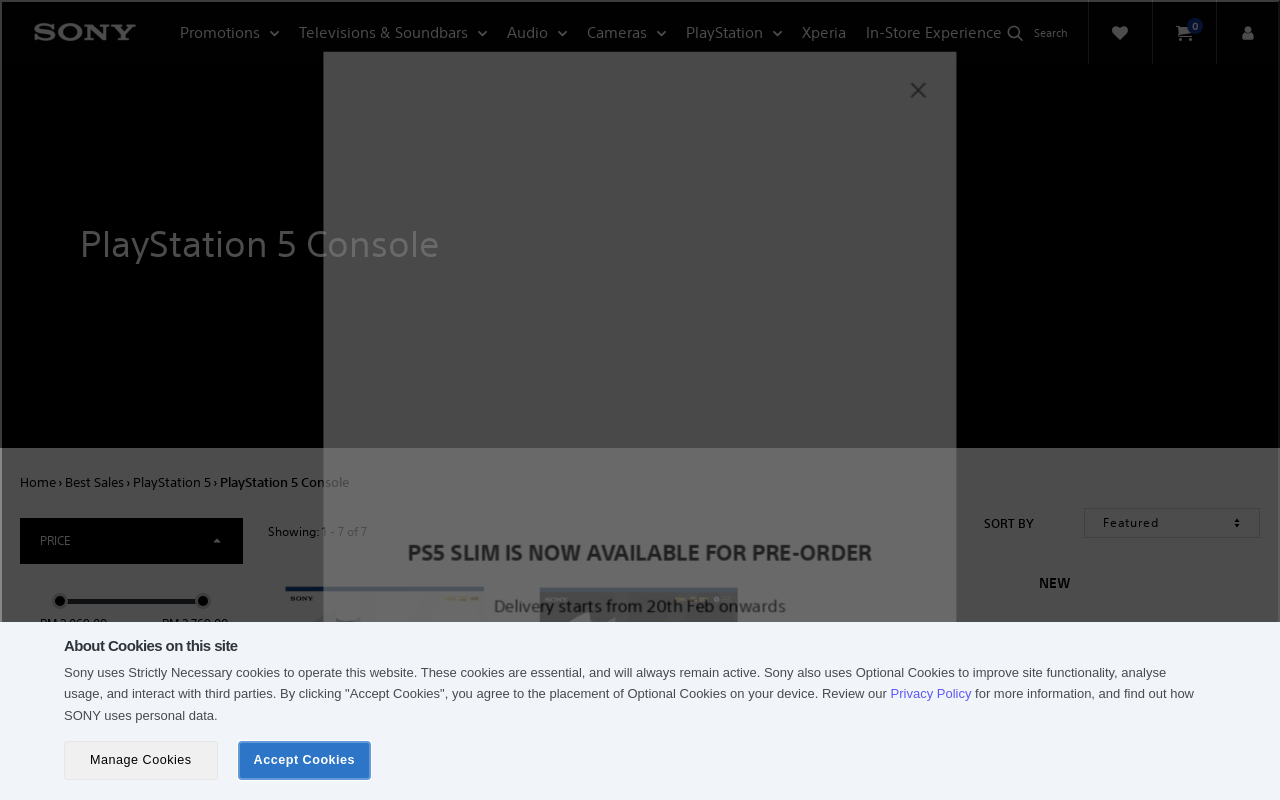 SONY
Promotions
Televisions & Soundbars
Audio
Cameras
PlayStation
Xperia
In-Store Experience
Search
0
PlayStation 5 Console
Home › Best Sales › PlayStation 5 › PlayStation 5 Console
PRICE
Showing: 1 - 7 of 7
SORT BY
Featured
PS5 SLIM IS NOW AVAILABLE FOR PRE-ORDER
NEW
SONY
SONY
Delivery starts from 20th Feb onwards
About Cookies on this site
Sony uses Strictly Necessary cookies to operate this website. These cookies are essential, and will always remain active. Sony also uses Optional Cookies to improve site functionality, analyse
usage, and interact with third parties. By clicking "Accept Cookies", you agree to the placement of Optional Cookies on your device. Review our Privacy Policy for more information, and find out how
SONY uses personal data.
Manage Cookies
Accept Cookies